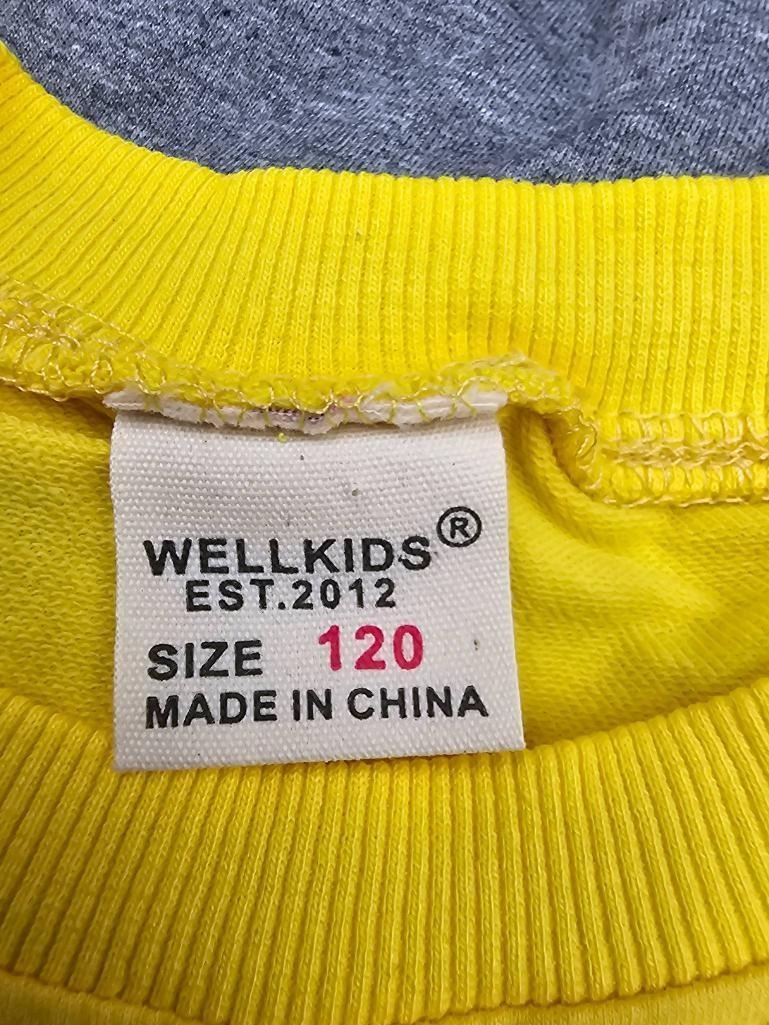 WELLKIDS®
EST.2012
SIZE 120
MADE IN CHINA